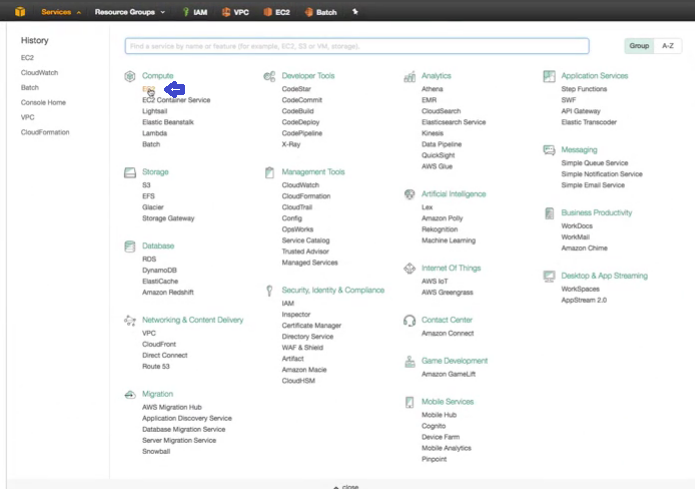 Services Resource Groups IAM VPC EC2 Batch
History
EC2
CloudWatch
Batch
Console Home
VPC
CloudFormation
Find a service by name or feature (for example, EC2, S3 or VM, storage).
Group A-Z
Compute
EC2
EC2 Container Service
Lightsail
Elastic Beanstalk
Lambda
Batch
Storage
S3
EFS
Glacier
Storage Gateway
Database
RDS
DynamoDB
ElastiCache
Amazon Redshift
Networking & Content Delivery
VPC
CloudFront
Direct Connect
Route 53
Migration
AWS Migration Hub
Application Discovery Service
Database Migration Service
Server Migration Service
Snowball
Developer Tools
CodeStar
CodeCommit
CodeBuild
CodeDeploy
CodePipeline
X-Ray
Management Tools
CloudWatch
CloudFormation
CloudTrail
Config
OpsWorks
Service Catalog
Trusted Advisor
Managed Services
Security, Identity & Compliance
IAM
Inspector
Certificate Manager
Directory Service
WAF & Shield
Artifact
Amazon Macie
CloudHSM
Analytics
Athena
EMR
CloudSearch
Elasticsearch Service
Kinesis
Data Pipeline
QuickSight
AWS Glue
Artificial Intelligence
Lex
Amazon Polly
Rekognition
Machine Learning
Internet Of Things
AWS IoT
AWS Greengrass
Contact Center
Amazon Connect
Game Development
Amazon GameLift
Mobile Services
Mobile Hub
Cognito
Device Farm
Mobile Analytics
Pinpoint
Application Services
Step Functions
SWF
API Gateway
Elastic Transcoder
Messaging
Simple Queue Service
Simple Notification Service
Simple Email Service
Business Productivity
WorkDocs
WorkMail
Amazon Chime
Desktop & App Streaming
WorkSpaces
AppStream 2.0
close